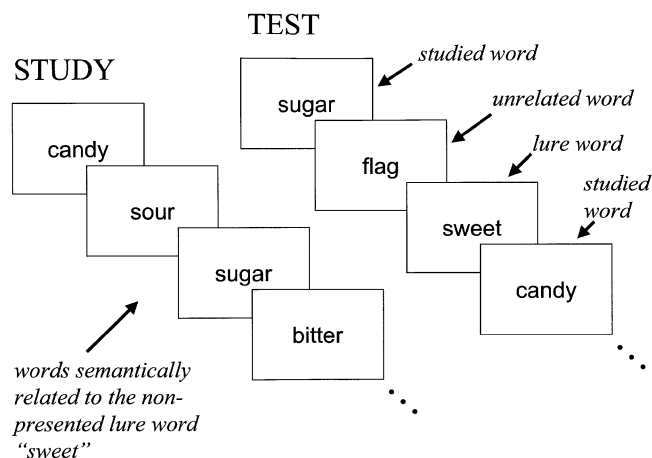 STUDY
candy
sour
sugar
bitter
words semantically
related to the non-
presented lure word
“sweet”
TEST
sugar
studied word
flag
unrelated word
sweet
lure word
candy
studied
word